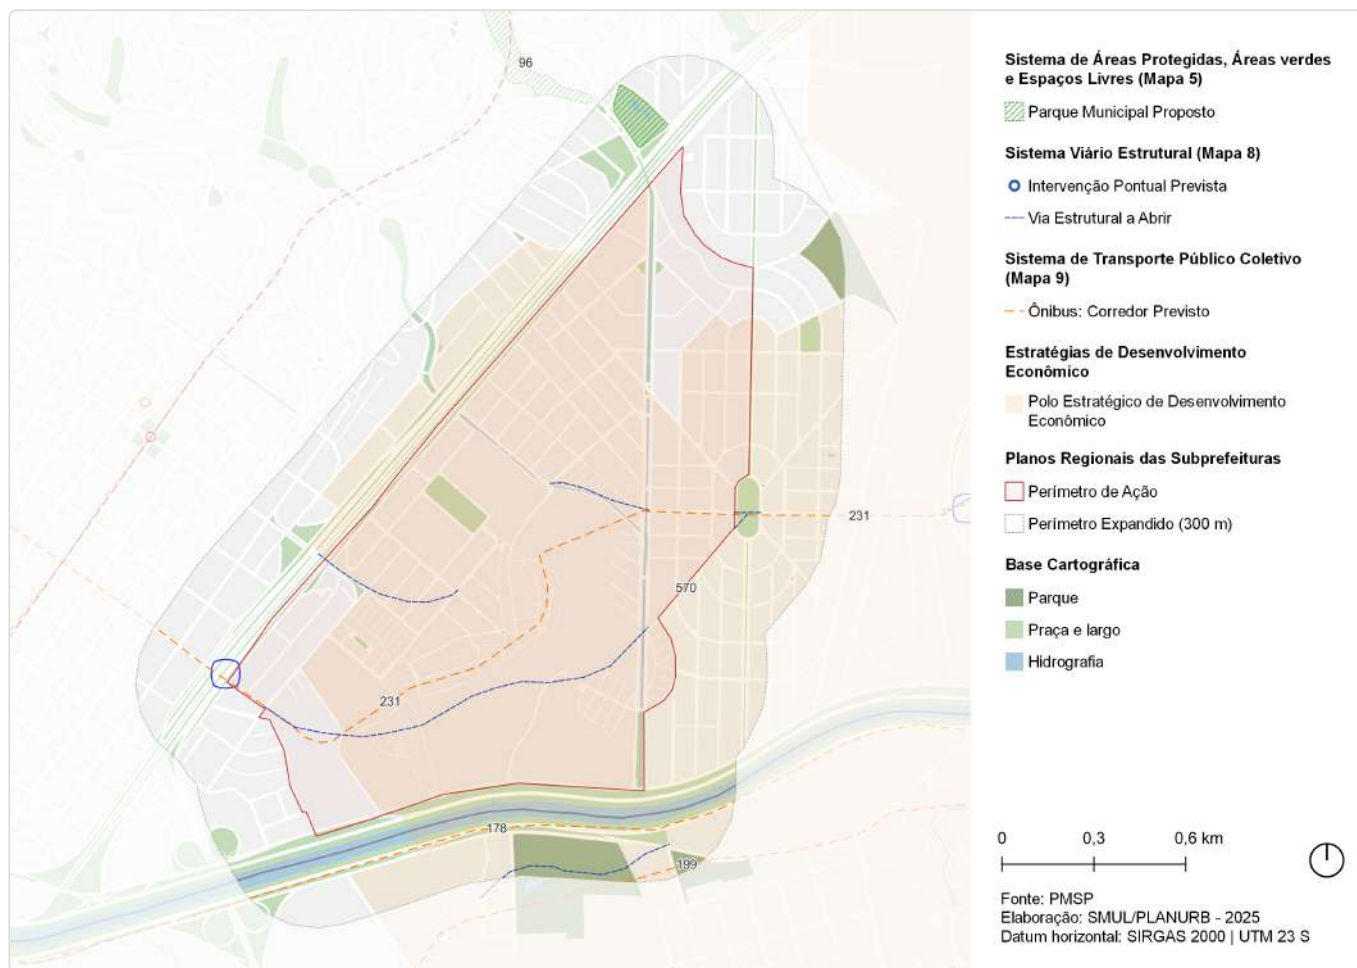 96
231
570
231
178
199
Sistema de Áreas Protegidas, Áreas verdes
e Espaços Livres (Mapa 5)
Parque Municipal Proposto
Sistema Viário Estrutural (Mapa 8)
Intervenção Pontual Prevista
Via Estrutural a Abrir
Sistema de Transporte Público Coletivo
(Mapa 9)
Ônibus: Corredor Previsto
Estratégias de Desenvolvimento
Econômico
Polo Estratégico de Desenvolvimento
Econômico
Planos Regionais das Subprefeituras
Perímetro de Ação
Perímetro Expandido (300 m)
Base Cartográfica
Parque
Praça e largo
Hidrografia
0 0,3 0,6 km
Fonte: PMSP
Elaboração: SMUL/PLANURB - 2025
Datum horizontal: SIRGAS 2000 | UTM 23 S